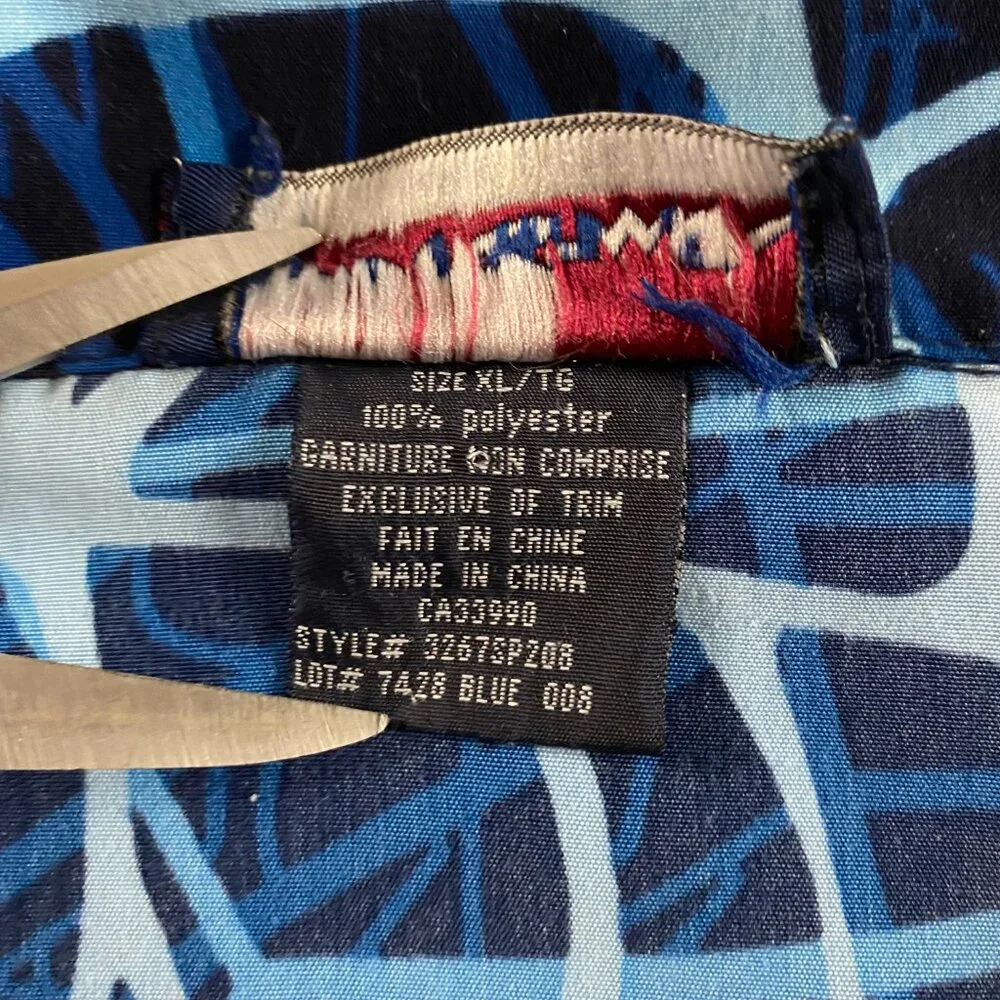 SIZE XL/TG
100% polyester
GARNITURE NON COMPRISE
EXCLUSIVE OF TRIM
FAIT EN CHINE
MADE IN CHINA
CA33990
STYLE# 3267SP208
LOT# 7428 BLUE 008